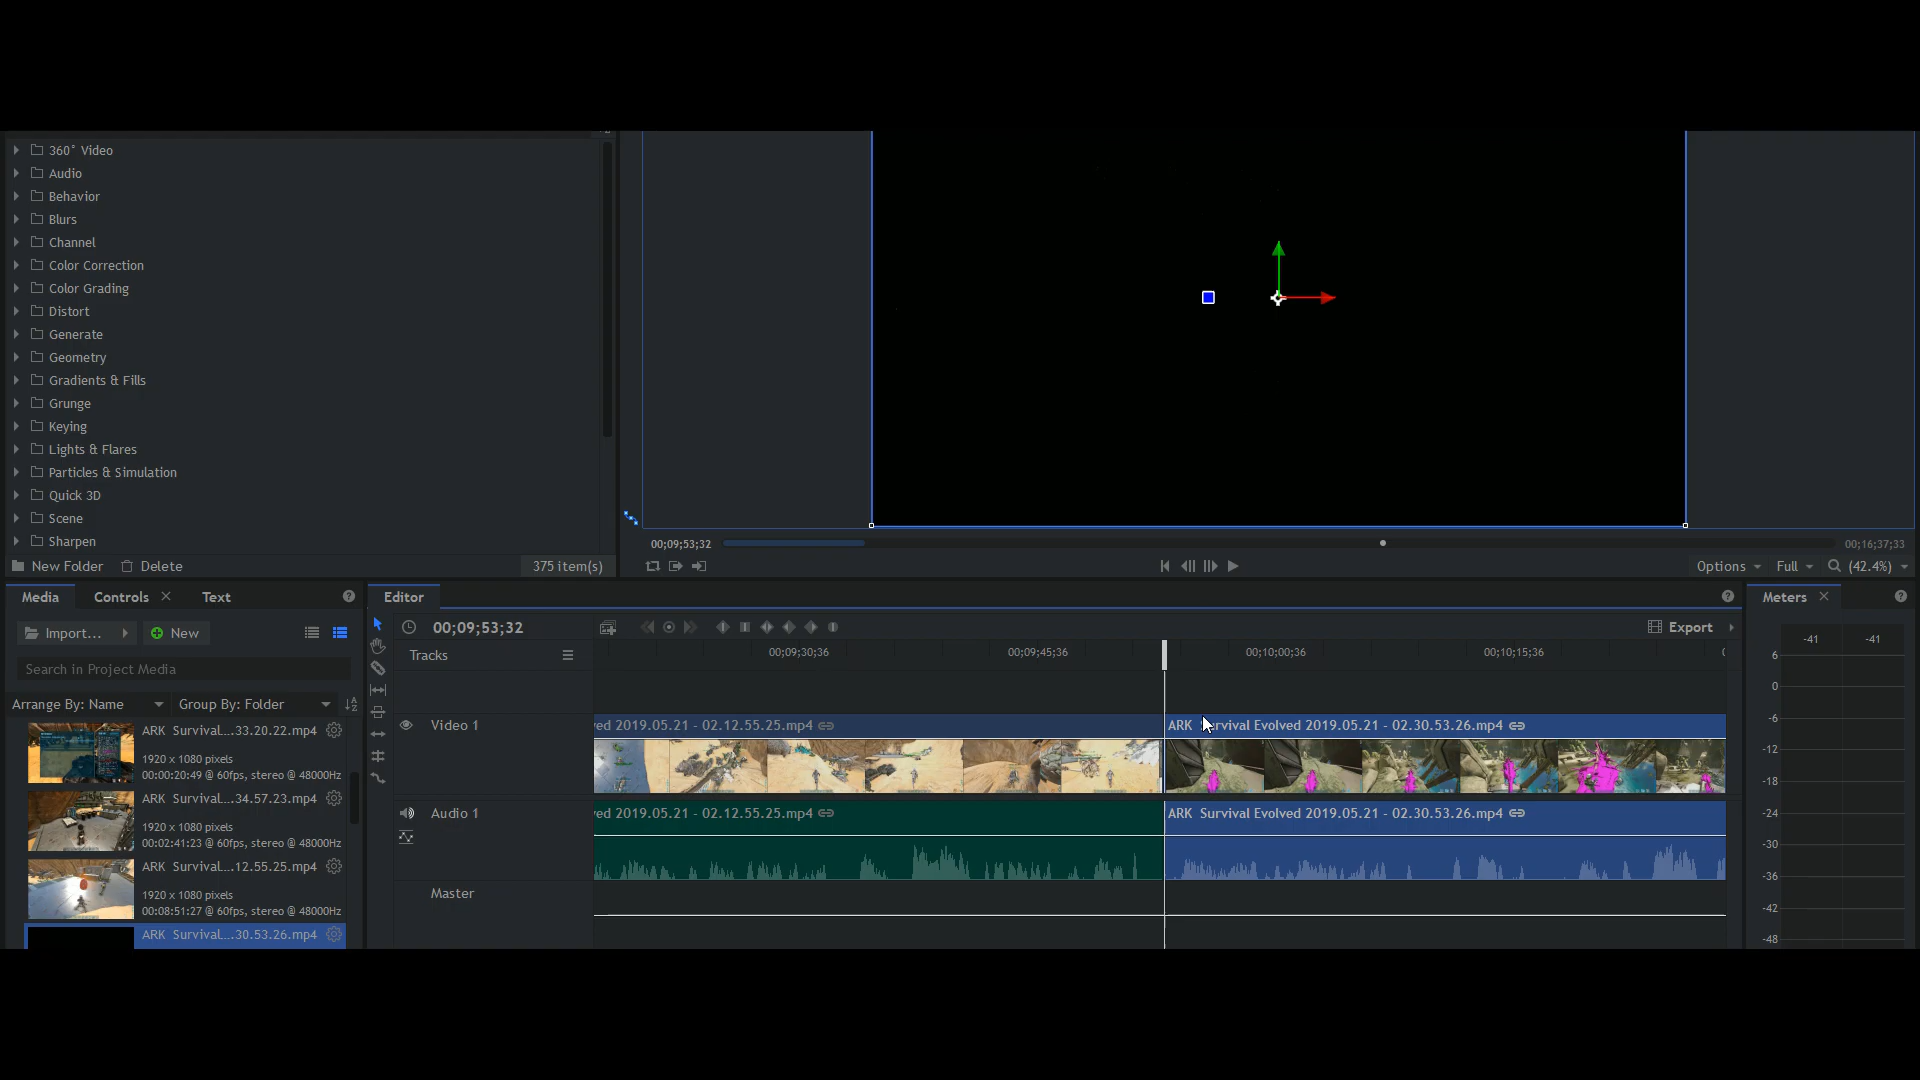 360° Video
Audio
Behavior
Blurs
Channel
Color Correction
Color Grading
Distort
Generate
Geometry
Gradients & Fills
Grunge
Keying
Lights & Flares
Particles & Simulation
Quick 3D
Scene
Sharpen
New Folder Delete 375 item(s)
00;09;53;32 00;16;37;33
Options Full (42.4%)
Media Controls Text
Import... New
Search in Project Media
Arrange By: Name Group By: Folder
ARK Survival...33.20.22.mp4
1920 x 1080 pixels
00:00:20:49 @ 60fps, stereo @ 48000Hz
ARK Survival...34.57.23.mp4
1920 x 1080 pixels
00:02:41:23 @ 60fps, stereo @ 48000Hz
ARK Survival...12.55.25.mp4
1920 x 1080 pixels
00:08:51:27 @ 60fps, stereo @ 48000Hz
ARK Survival...30.53.26.mp4
Editor
00;09;53;32 Export
Tracks 00;09;30;36 00;09;45;36 00;10;00;36 00;10;15;36
Video 1 ved 2019.05.21 - 02.12.55.25.mp4 ARK Survival Evolved 2019.05.21 - 02.30.53.26.mp4
Audio 1 ved 2019.05.21 - 02.12.55.25.mp4 ARK Survival Evolved 2019.05.21 - 02.30.53.26.mp4
Master
Meters
-41 -41
6
0
-6
-12
-18
-24
-30
-36
-42
-48